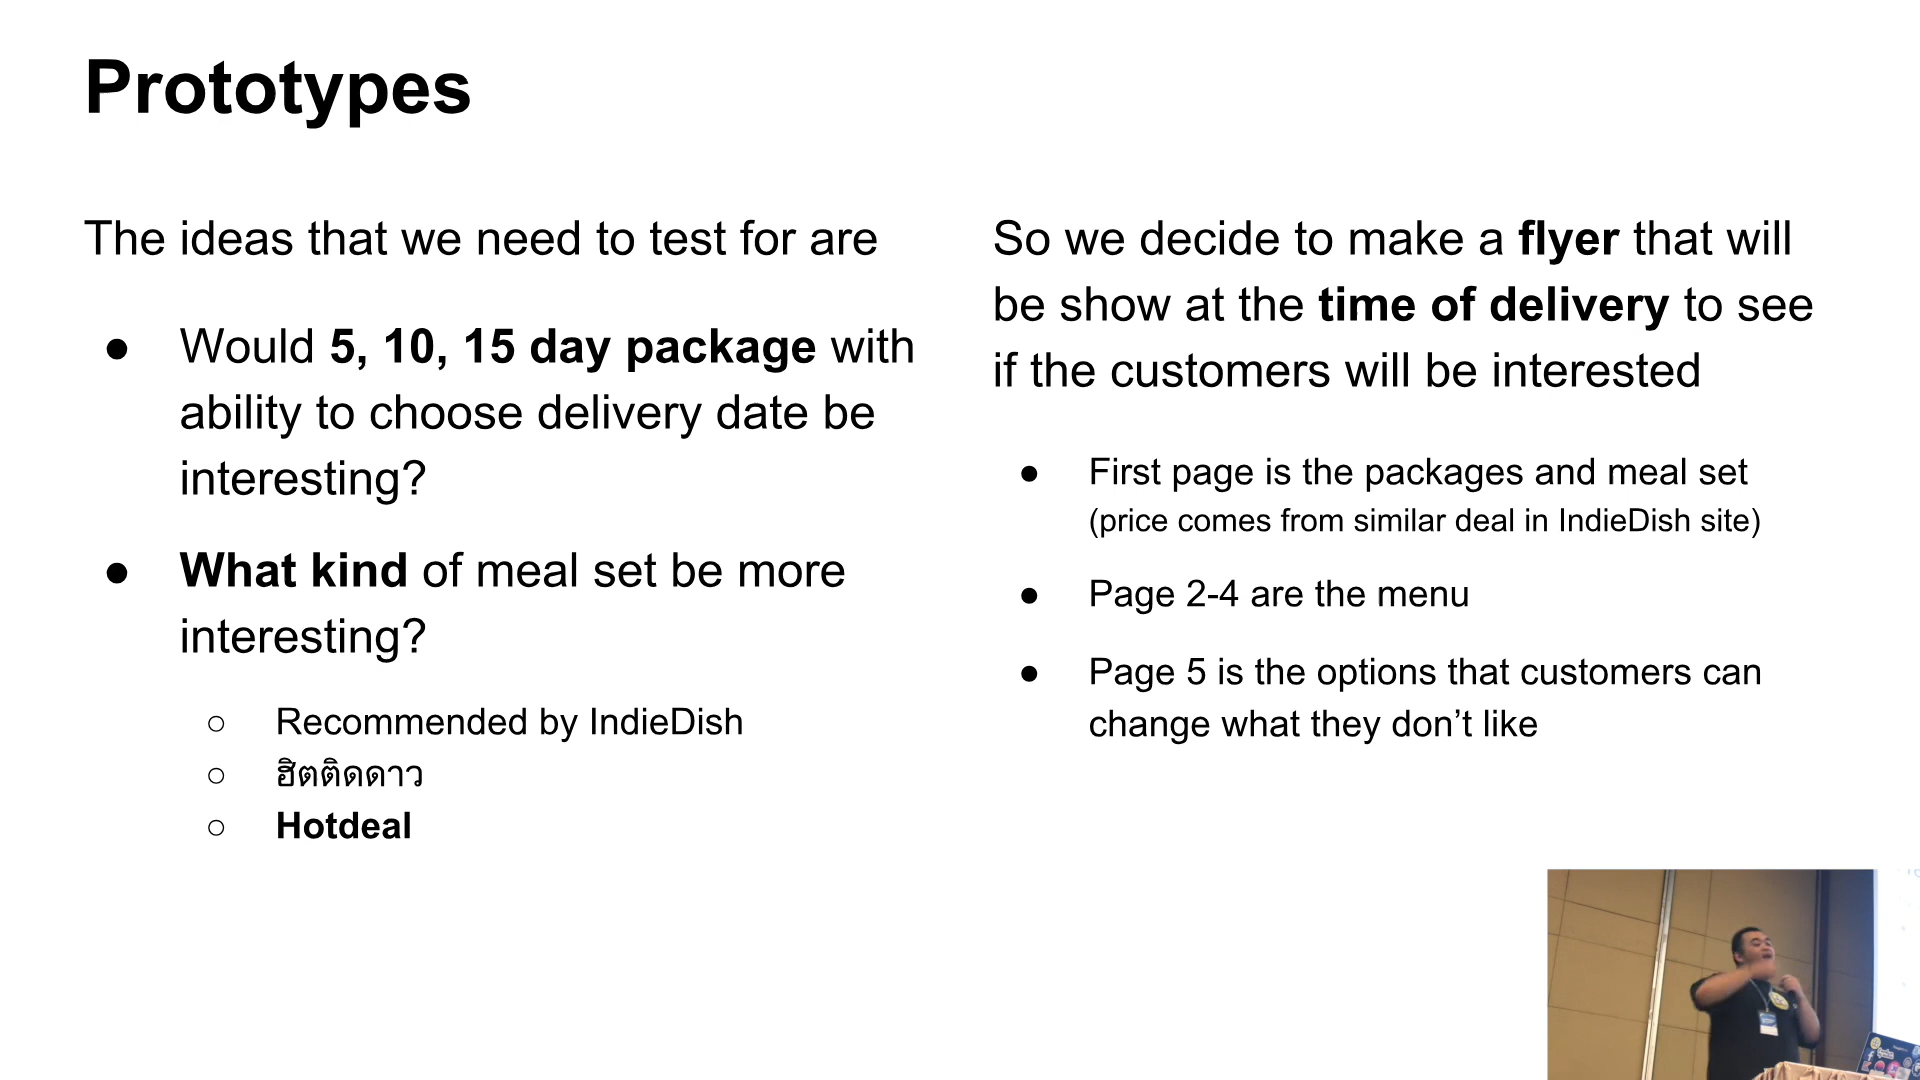 Prototypes
The ideas that we need to test for are
● Would 5, 10, 15 day package with
ability to choose delivery date be
interesting?
● What kind of meal set be more
interesting?
○ Recommended by IndieDish
○ ฮิตติดดาว
○ Hotdeal
So we decide to make a flyer that will
be show at the time of delivery to see
if the customers will be interested
● First page is the packages and meal set
(price comes from similar deal in IndieDish site)
● Page 2-4 are the menu
● Page 5 is the options that customers can
change what they don’t like